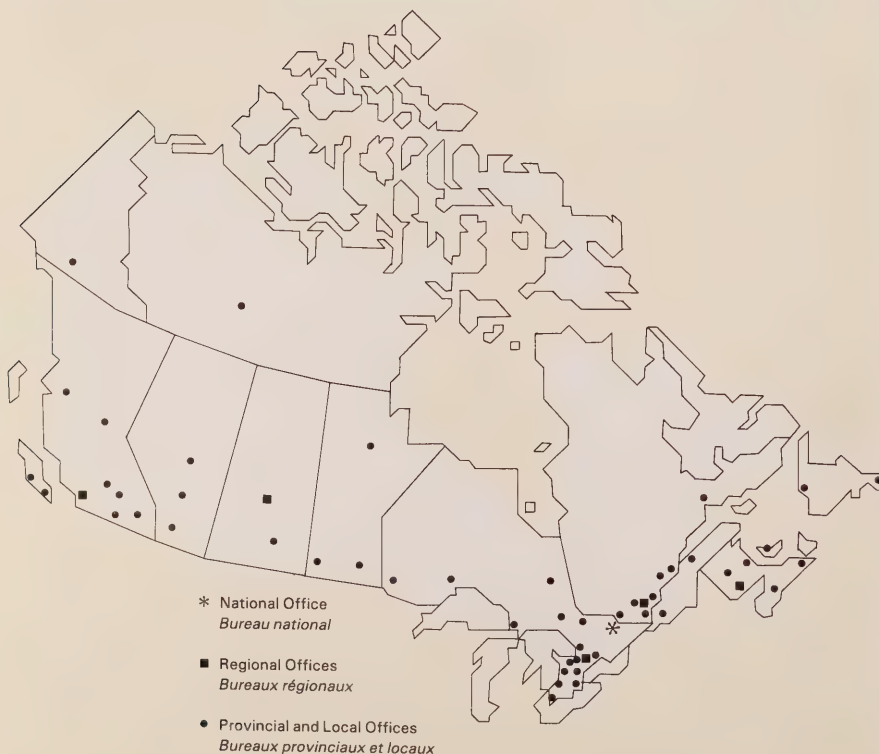 National Office
Bureau national
Regional Offices
Bureaux régionaux
Provincial and Local Offices
Bureaux provinciaux et locaux